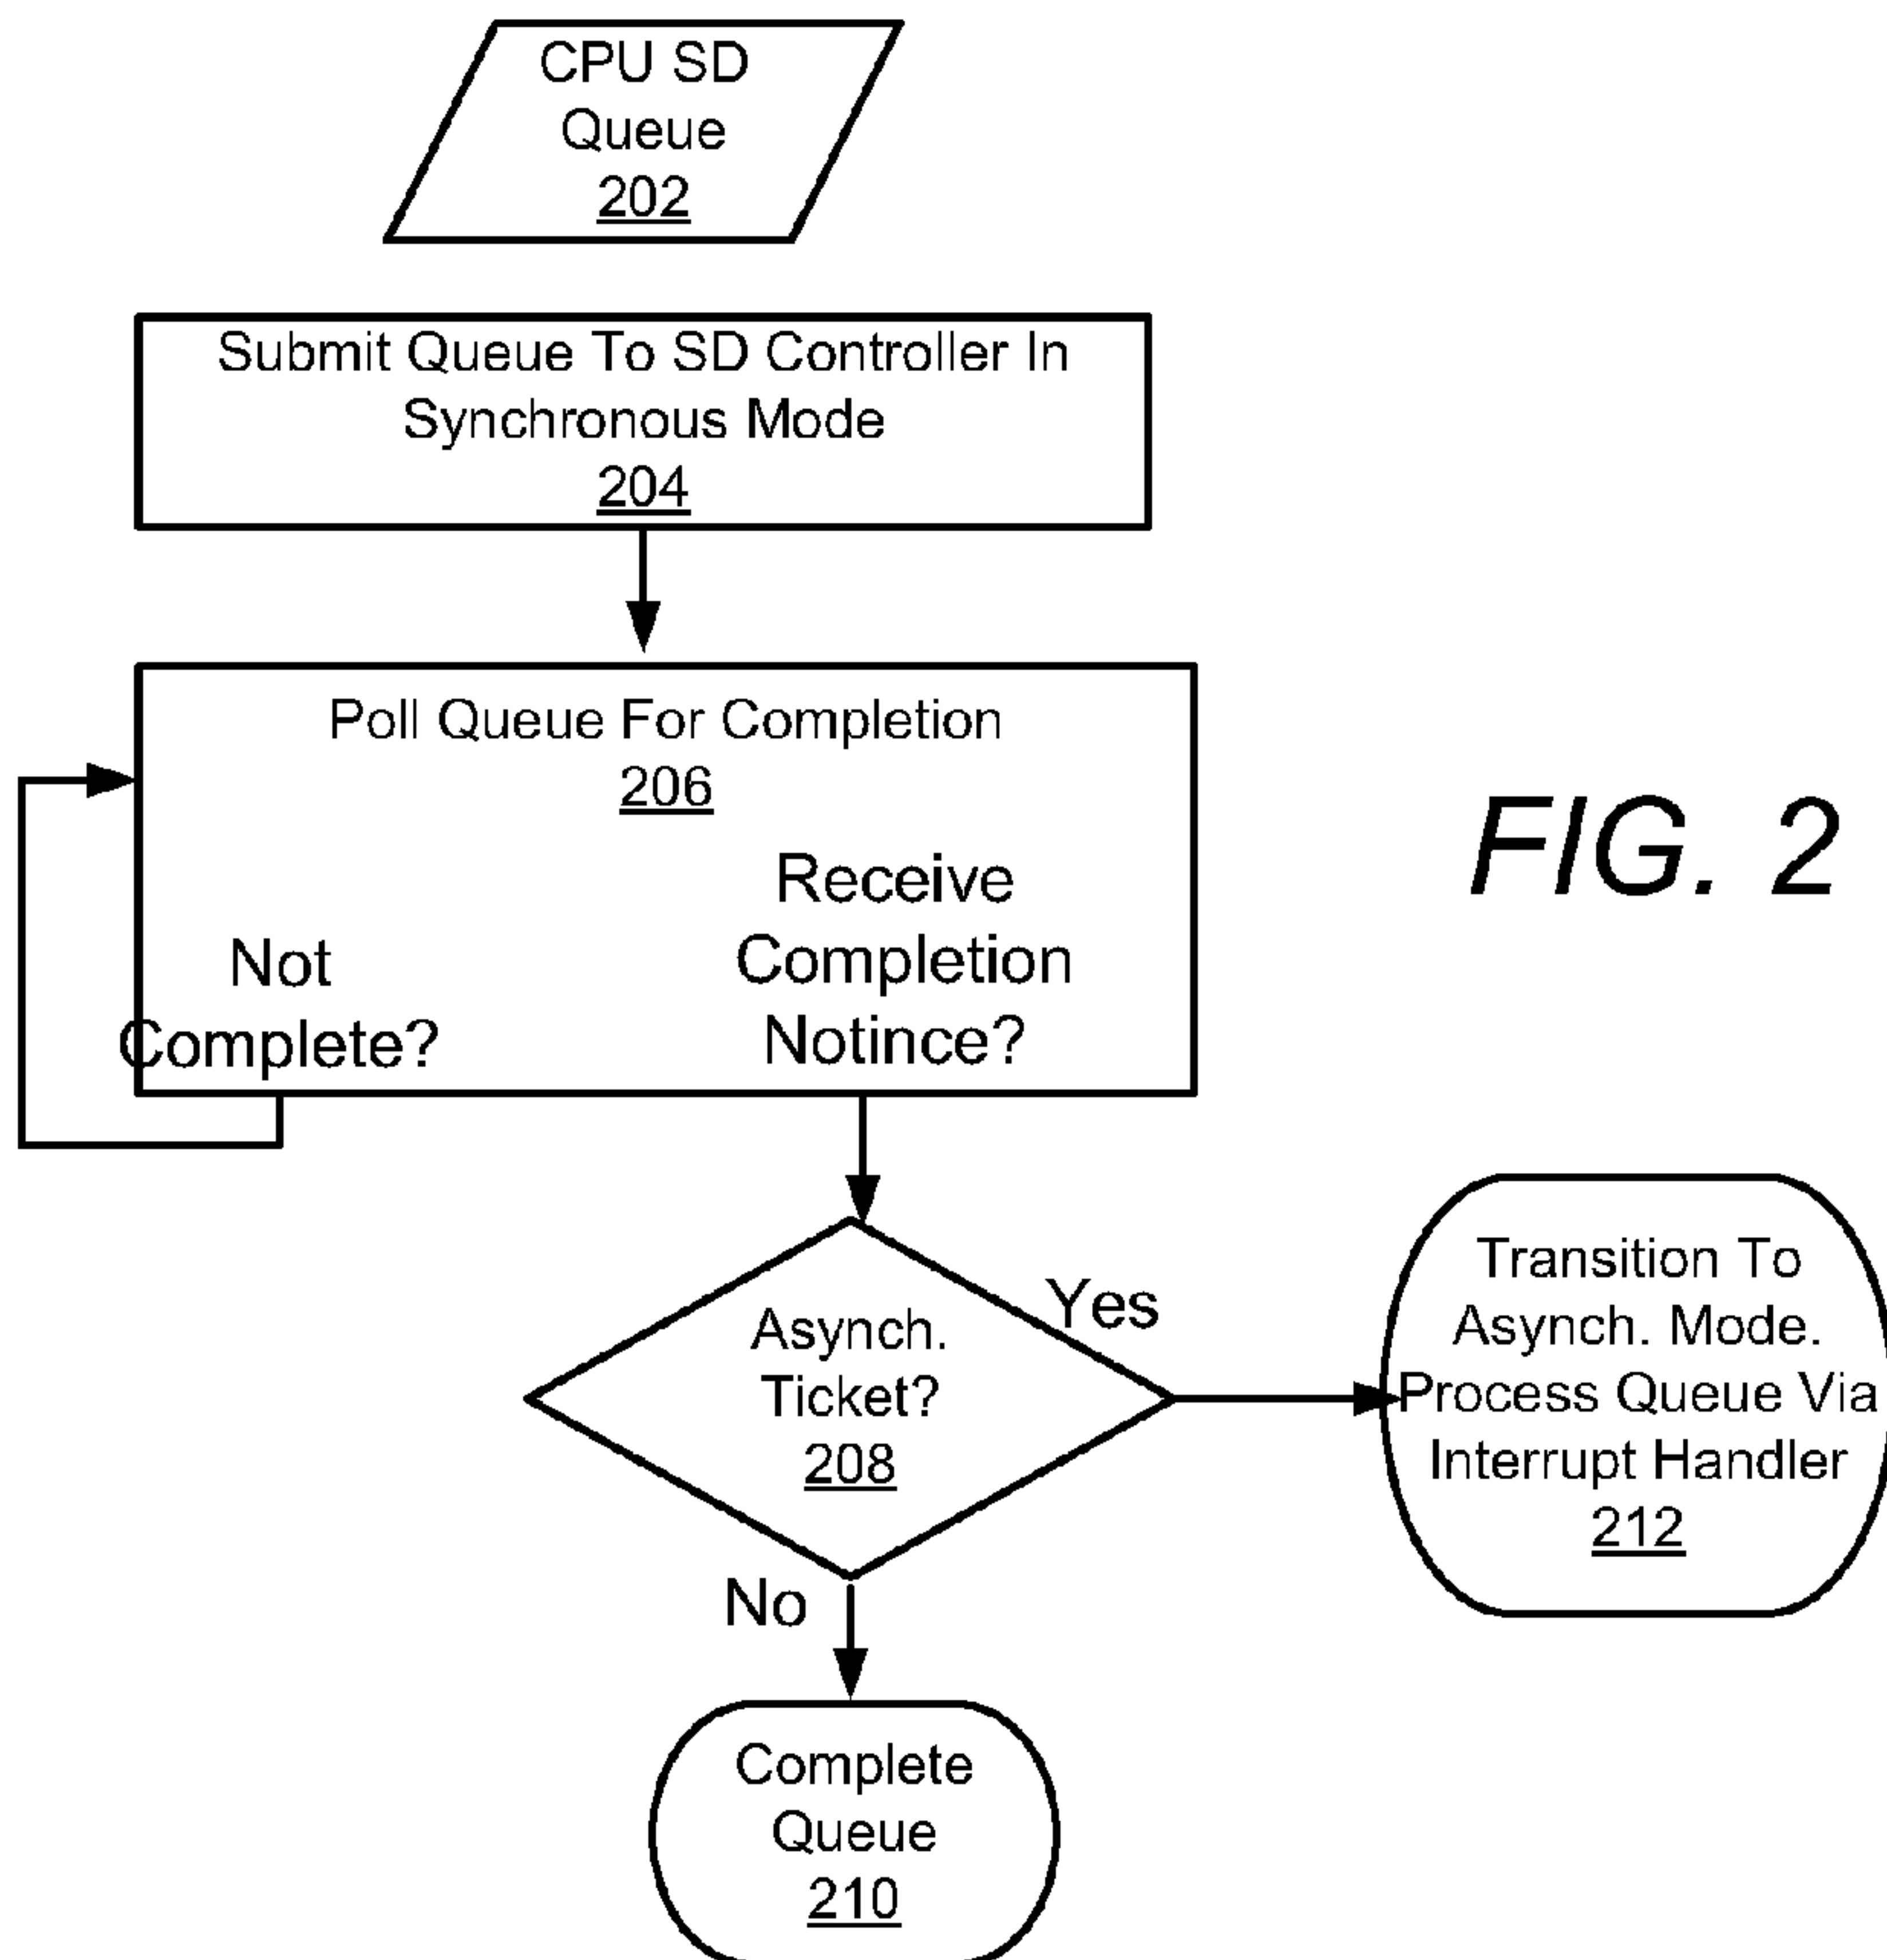 CPU SD
Queue
202
Submit Queue To SD Controller In
Synchronous Mode
204
Poll Queue For Completion
206
Not
Complete?
Receive
Completion
Notince?
FIG. 2
Asynch.
Ticket?
208
Yes
Transition To
Asynch. Mode.
Process Queue Via
Interrupt Handler
212
No
Complete
Queue
210